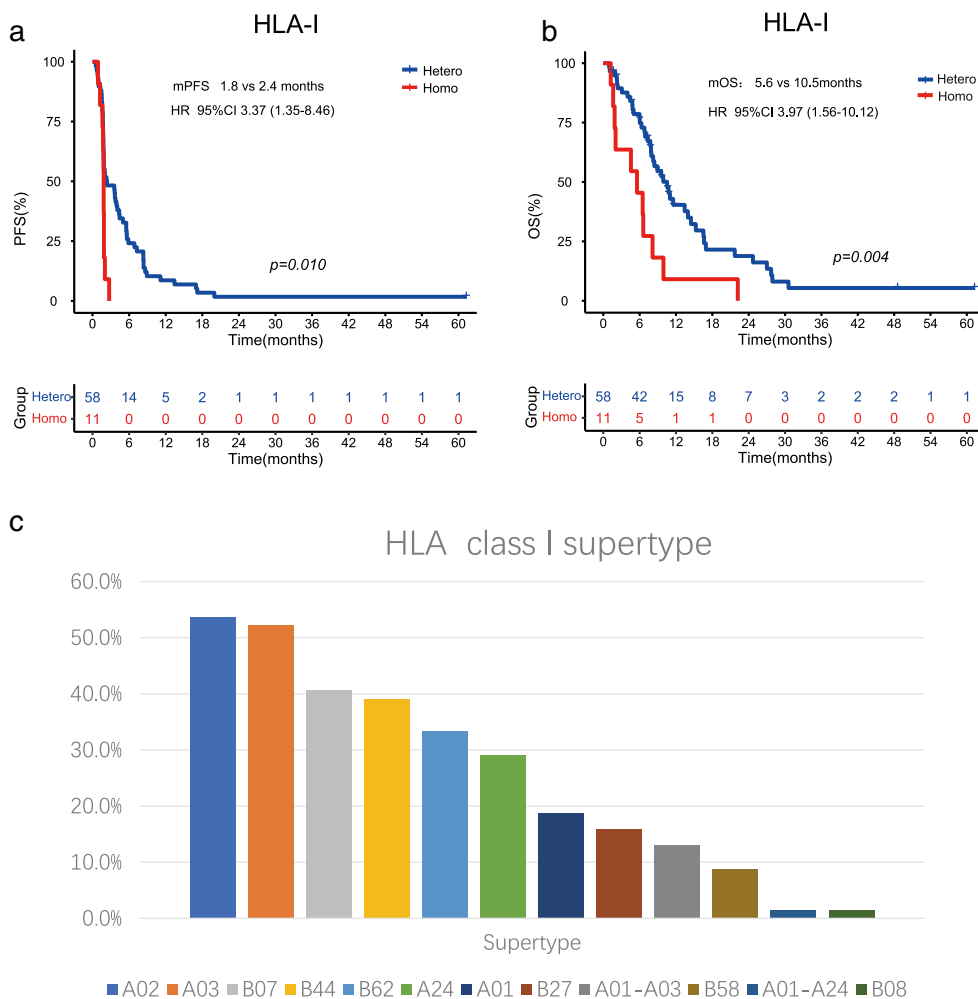 a
HLA-I
100
75
50
25
0
PFS(%)
mPFS 1.8 vs 2.4 months
HR 95%CI 3.37 (1.35-8.46)
Hetero
Homo
p=0.010
0 6 12 18 24 30 36 42 48 54 60
Time(months)
Group
Hetero 58 14 5 2 1 1 1 1 1 1 1
Homo 11 0 0 0 0 0 0 0 0 0 0
0 6 12 18 24 30 36 42 48 54 60
Time(months)
b
HLA-I
100
75
50
25
0
OS(%)
mOS: 5.6 vs 10.5months
HR 95%CI 3.97 (1.56-10.12)
Hetero
Homo
p=0.004
0 6 12 18 24 30 36 42 48 54 60
Time(months)
Group
Hetero 58 42 15 8 7 3 2 2 2 1 1
Homo 11 5 1 1 0 0 0 0 0 0 0
0 6 12 18 24 30 36 42 48 54 60
Time(months)
c
HLA class I supertype
60.0%
50.0%
40.0%
30.0%
20.0%
10.0%
0.0%
Supertype
A02 A03 B07 B44 B62 A24 A01 B27 A01-A03 B58 A01-A24 B08